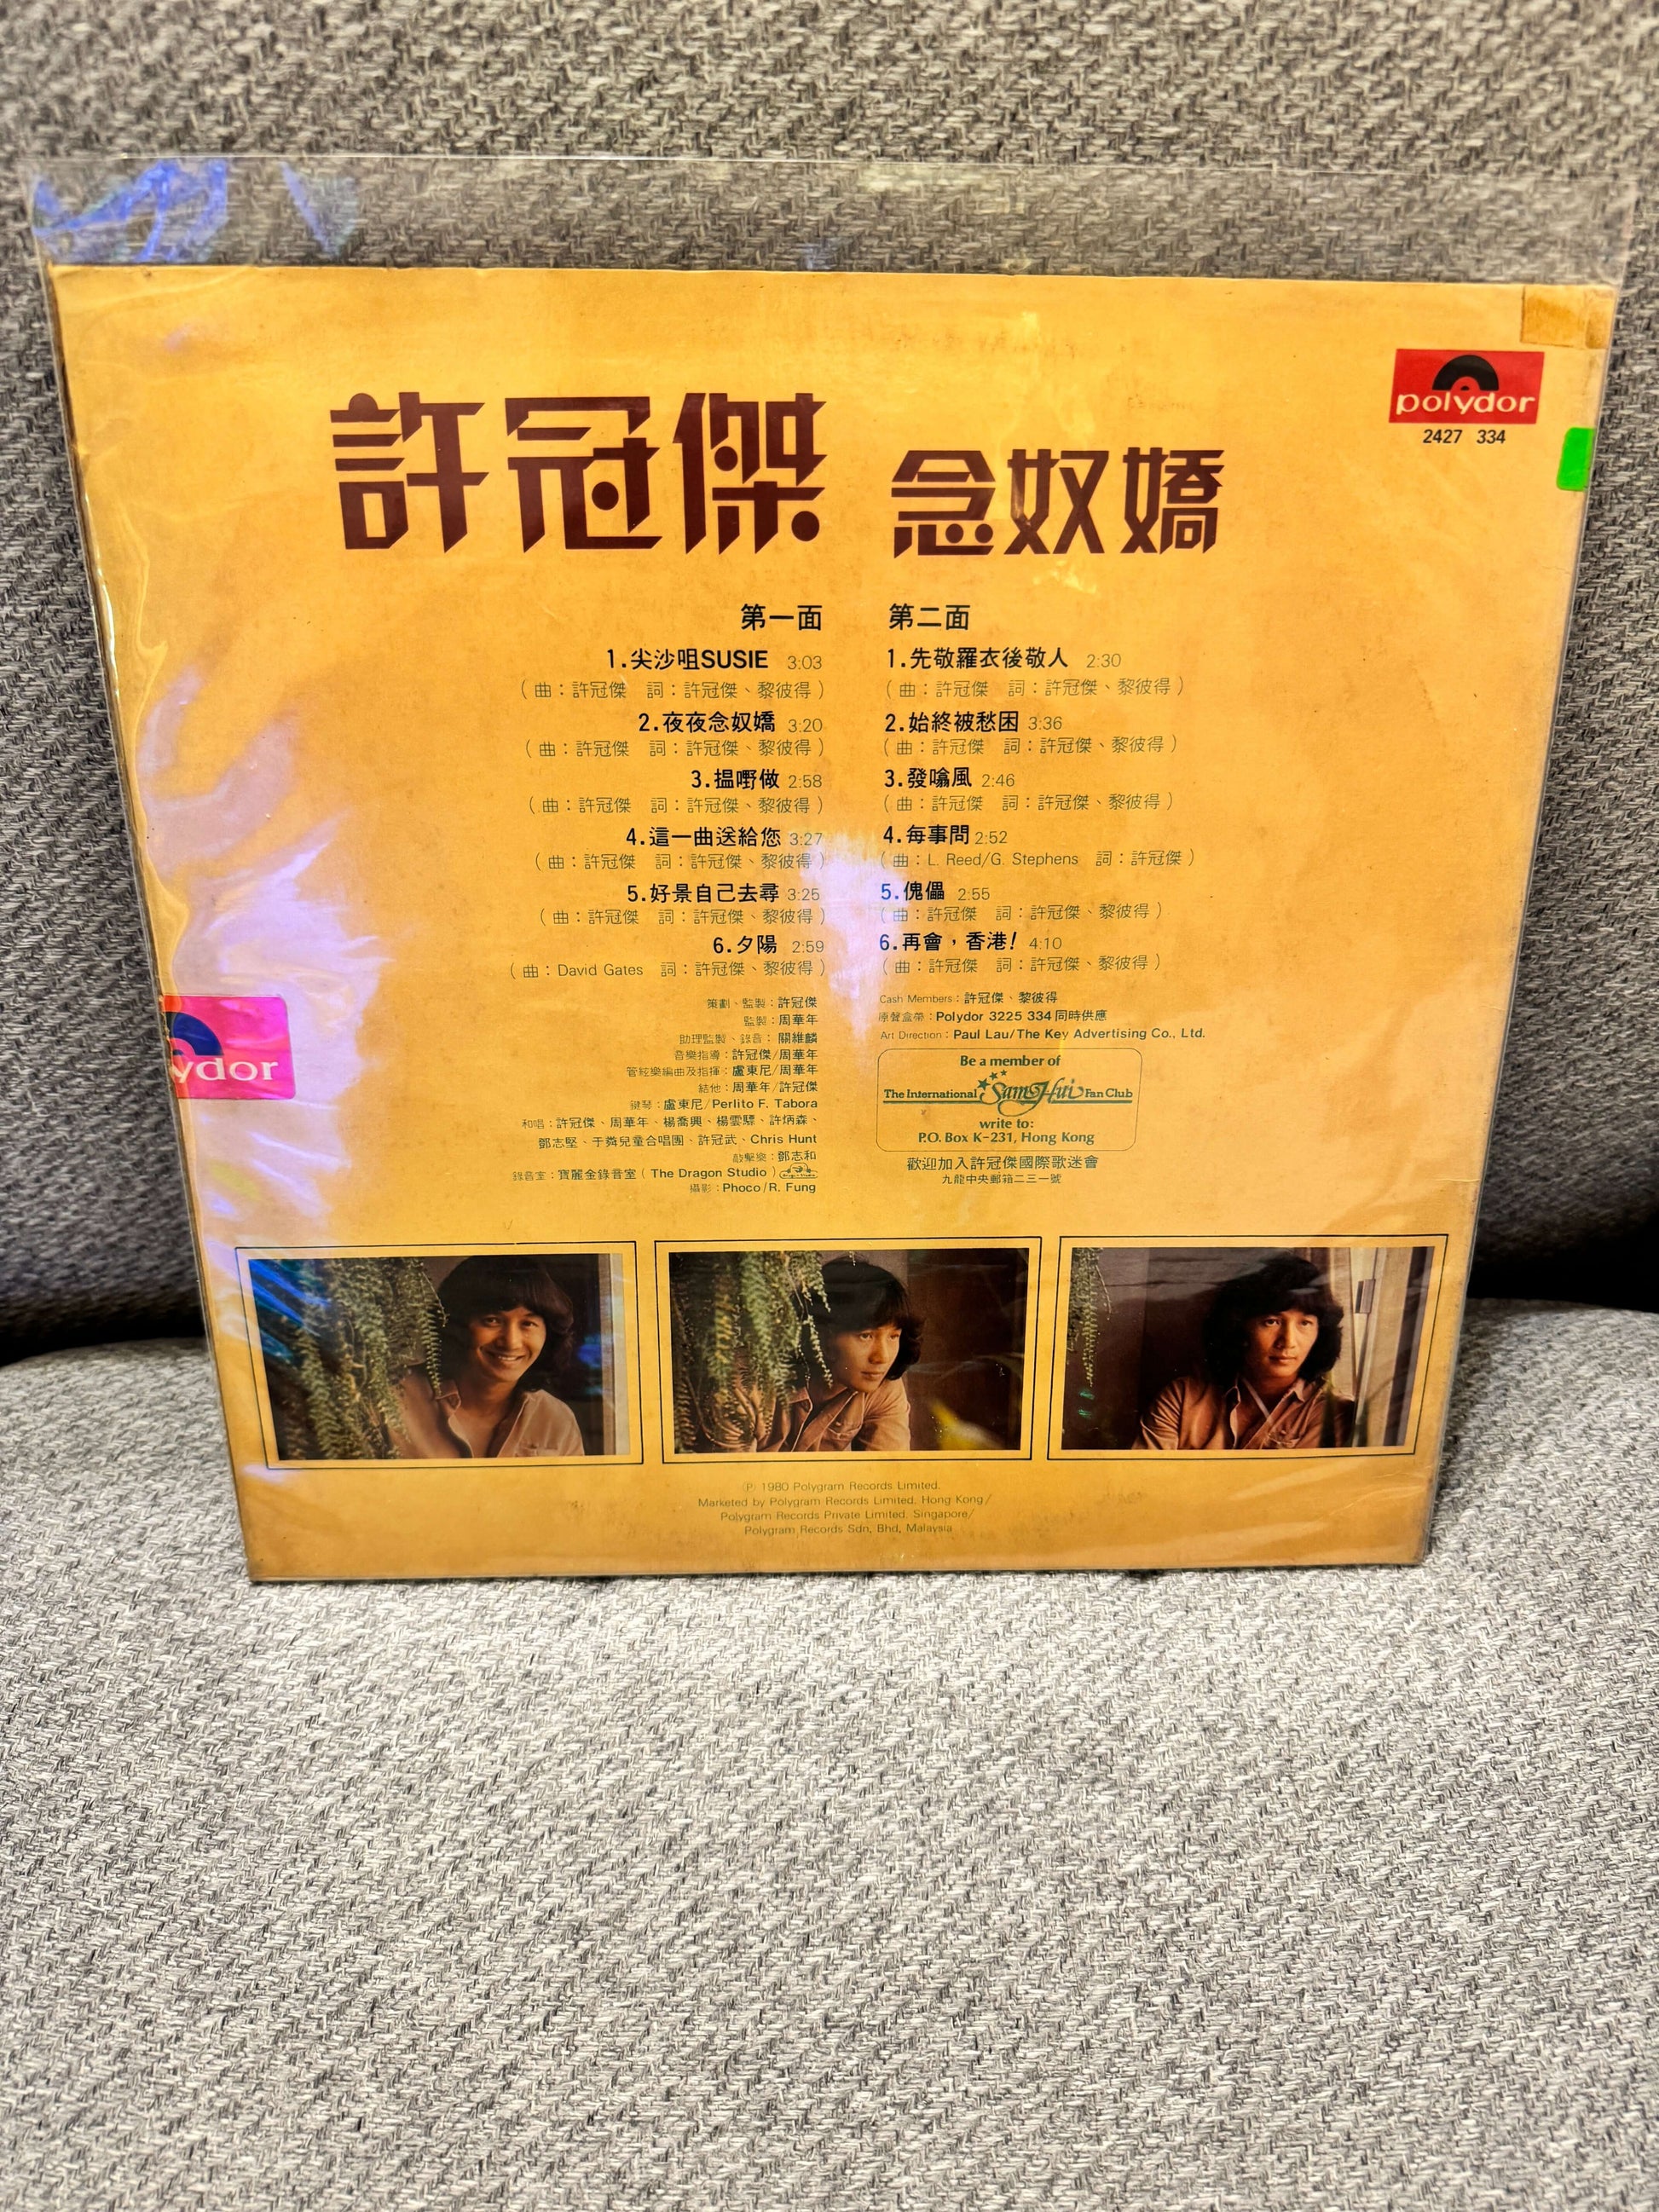 許冠傑 念奴嬌
polydor
2427 334
第一面
1.尖沙咀SUSIE 3:03
(曲：許冠傑 詞：許冠傑、黎彼得)
2.夜夜念奴嬌 3:20
(曲：許冠傑 詞：許冠傑、黎彼得)
3.揾嘢做 2:58
(曲：許冠傑 詞：許冠傑、黎彼得)
4.這一曲送給您 3:27
(曲：許冠傑 詞：許冠傑、黎彼得)
5.好景自己去尋 3:25
(曲：許冠傑 詞：許冠傑、黎彼得)
6.夕陽 2:59
(曲：David Gates 詞：許冠傑、黎彼得)
第二面
1.先敬羅衣後敬人 2:30
(曲：許冠傑 詞：許冠傑、黎彼得)
2.始終被愁困 3:36
(曲：許冠傑 詞：許冠傑、黎彼得)
3.發噏風 2:46
(曲：許冠傑 詞：許冠傑、黎彼得)
4.每事問 2:52
(曲：L. Reed/G. Stephens 詞：許冠傑)
5.傀儡 2:55
(曲：許冠傑 詞：許冠傑、黎彼得)
6.再會，香港! 4:10
(曲：許冠傑 詞：許冠傑、黎彼得)
策劃、監製：許冠傑
監製：周華年
助理監製、錄音：關維麟
音樂指導：許冠傑/周華年
管絃樂編曲及指揮：盧東尼/周華年
結他：周華年/許冠傑
鍵琴：盧東尼/Perlito F. Tabora
和唱：許冠傑、周華年、楊喬興、楊雲驃、許炳森、
鄧志堅、于粦兒童合唱團、許冠武、Chris Hunt
敲擊樂：鄧志和
錄音室：寶麗金錄音室(The Dragon Studio)
攝影：Phoco/R. Fung
Cash Members：許冠傑、黎彼得
原聲盒帶：Polydor 3225 334同時供應
Art Direction：Paul Lau/The Key Advertising Co., Ltd.
Be a member of
The International Sam Hui Fan Club
write to:
P.O. Box K-231, Hong Kong
歡迎加入許冠傑國際歌迷會
九龍中央郵箱二三一號
ydor
Ⓟ 1980 Polygram Records Limited.
Marketed by Polygram Records Limited. Hong Kong/
Polygram Records Private Limited. Singapore/
Polygram Records Sdn, Bhd, Malaysia